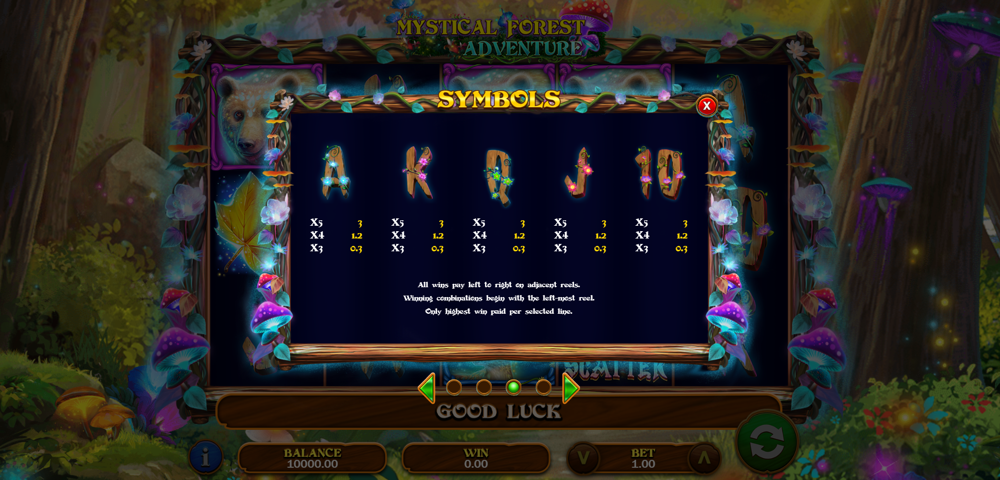 MYSTICAL FOREST
ADVENTURE
SYMBOLS
X
A K Q J 10
X5 3 X5 3 X5 3 X5 3 X5 3
X4 1.2 X4 1.2 X4 1.2 X4 1.2 X4 1.2
X3 0.3 X3 0.3 X3 0.3 X3 0.3 X3 0.3
All wins pay left to right on adjacent reels.
Winning combinations begin with the left-most reel.
Only highest win paid per selected line.
SCATTER
GOOD LUCK
i
BALANCE
10000.00
WIN
0.00
BET
1.00